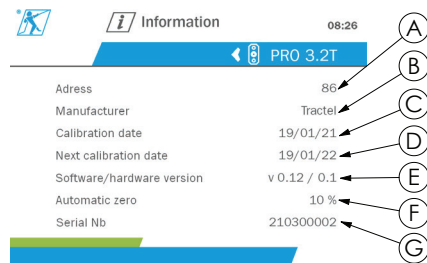 i Information 08:26 A
PRO 3.2T B
Adress 86
Manufacturer Tractel C
Calibration date 19/01/21 D
Next calibration date 19/01/22
Software/hardware version v 0.12 / 0.1 E
Automatic zero 10 % F
Serial Nb 210300002 G